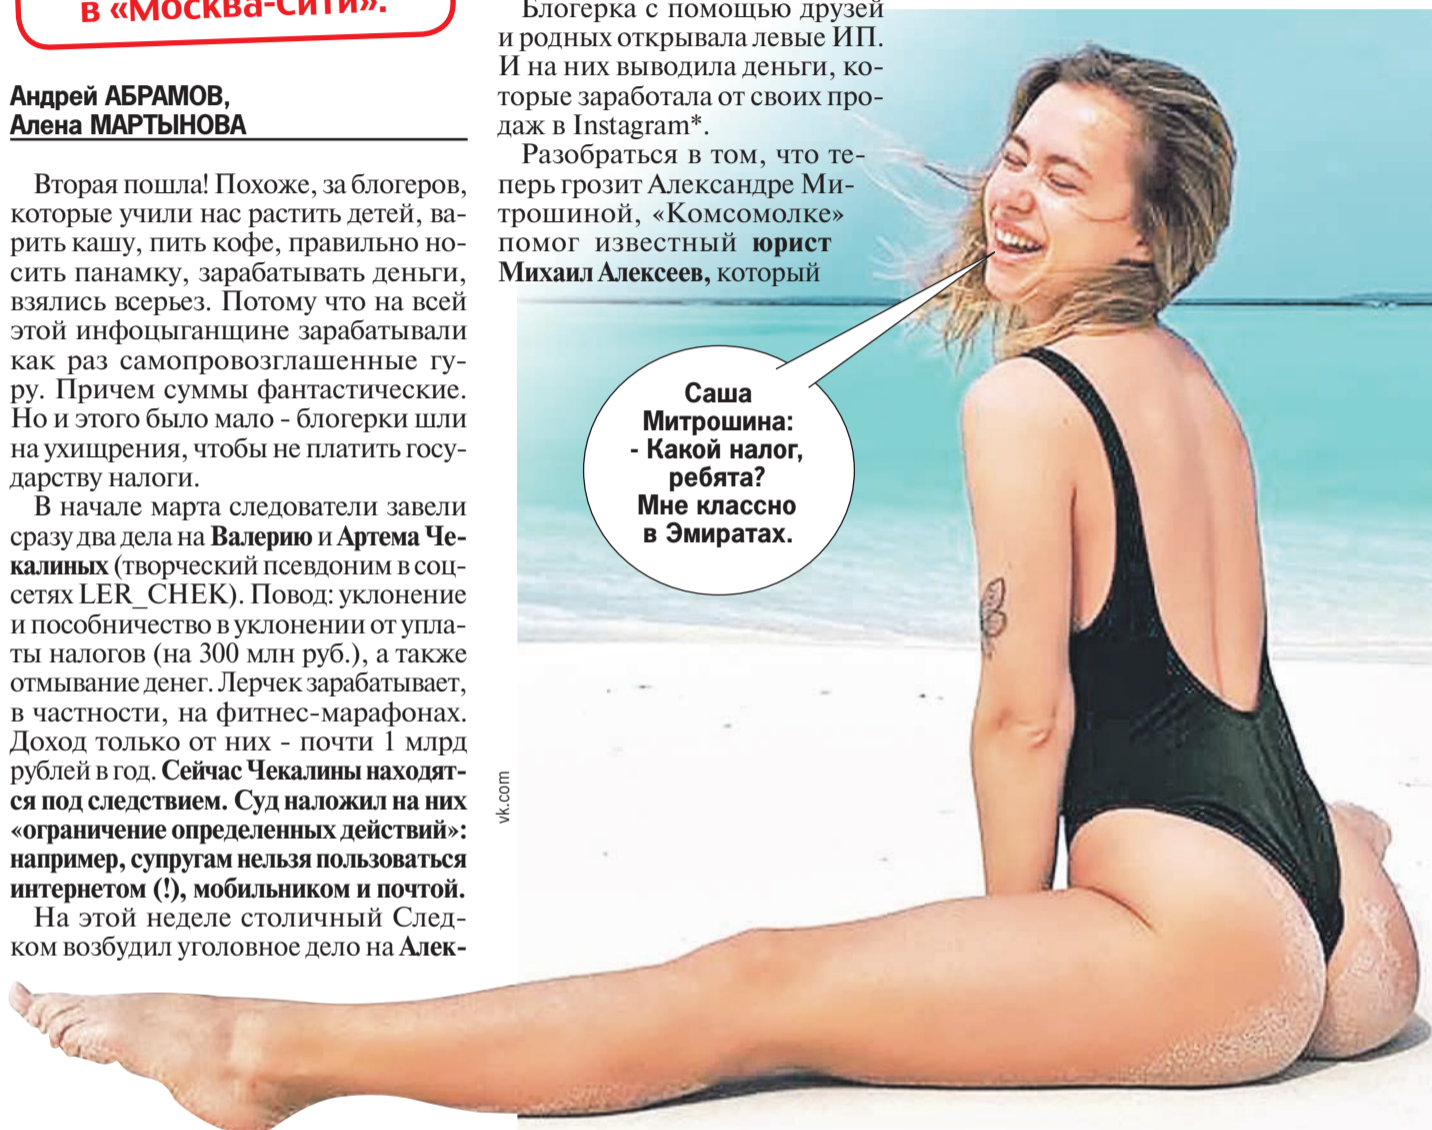 в «Москва-Сити».
Андрей АБРАМОВ,
Алена МАРТЫНОВА
Вторая пошла! Похоже, за блогеров,
которые учили нас растить детей, ва-
рить кашу, пить кофе, правильно но-
сить панамку, зарабатывать деньги,
взялись всерьез. Потому что на всей
этой инфоцыганщине зарабатывали
как раз самопровозглашенные гу-
ру. Причем суммы фантастические.
Но и этого было мало - блогерки шли
на ухищрения, чтобы не платить госу-
дарству налоги.
В начале марта следователи завели
сразу два дела на Валерию и Артема Че-
калиных (творческий псевдоним в соц-
сетях LER_CHEK). Повод: уклонение
и пособничество в уклонении от упла-
ты налогов (на 300 млн руб.), а также
отмывание денег. Лерчек зарабатывает,
в частности, на фитнес-марафонах.
Доход только от них - почти 1 млрд
рублей в год. Сейчас Чекалины находят-
ся под следствием. Суд наложил на них
«ограничение определенных действий»:
например, супругам нельзя пользоваться
интернетом (!), мобильником и почтой.
На этой неделе столичный След-
ком возбудил уголовное дело на Алек-
Блогерка с помощью друзей
и родных открывала левые ИП.
И на них выводила деньги, ко-
торые заработала от своих про-
даж в Instagram*.
Разобраться в том, что те-
перь грозит Александре Ми-
трошиной, «Комсомолке»
помог известный юрист
Михаил Алексеев, который
Саша
Митрошина:
- Какой налог,
ребята?
Мне классно
в Эмиратах.
vk.com